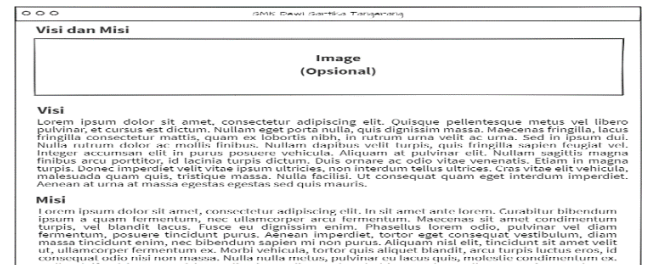 SMK Dewi Sartika Tangerang
Visi dan Misi
Image
(Opsional)
Visi
Lorem ipsum dolor sit amet, consectetur adipiscing elit. Quisque pellentesque metus vel libero
pulvinar, et cursus est dictum. Nullam eget porta nulla, quis dignissim massa. Maecenas fringilla, lacus
fringilla consectetur mattis, quam ex lobortis nibh, in rutrum urna velit ac urna. Sed in ipsum dui.
Nulla rutrum dolor ac mollis finibus. Nullam dapibus velit turpis, quis fringilla sapien feugiat vel.
Integer accumsan elit in purus posuere vehicula. Aliquam at pulvinar elit. Nullam sagittis magna
finibus arcu porttitor, id lacinia turpis dictum. Duis ornare ac odio vitae venenatis. Etiam in magna
turpis. Donec imperdiet velit vitae ipsum ultricies, non interdum tellus ultrices. Cras vitae elit vehicula,
malesuada quam quis, tristique massa. Nulla facilisi. Ut consequat quam eget interdum imperdiet.
Aenean at urna at massa egestas egestas sed quis mauris.
Misi
Lorem ipsum dolor sit amet, consectetur adipiscing elit. In sit amet ante lorem. Curabitur bibendum
ipsum a quam fermentum, nec ullamcorper arcu fermentum. Maecenas sit amet condimentum
turpis, vel blandit lacus. Fusce eu dignissim enim. Phasellus lorem odio, pulvinar vel diam
fermentum, posuere tincidunt purus. Aenean imperdiet, tortor eget consequat vestibulum, diam
massa tincidunt enim, nec bibendum sapien mi non purus. Aliquam nisl elit, tincidunt sit amet velit
ut, ullamcorper fermentum ex. Morbi vehicula, tortor quis aliquet blandit, arcu turpis luctus eros, id
consequat odio nisi non massa. Nulla nulla metus, pulvinar eu lacus quis, molestie condimentum ex.